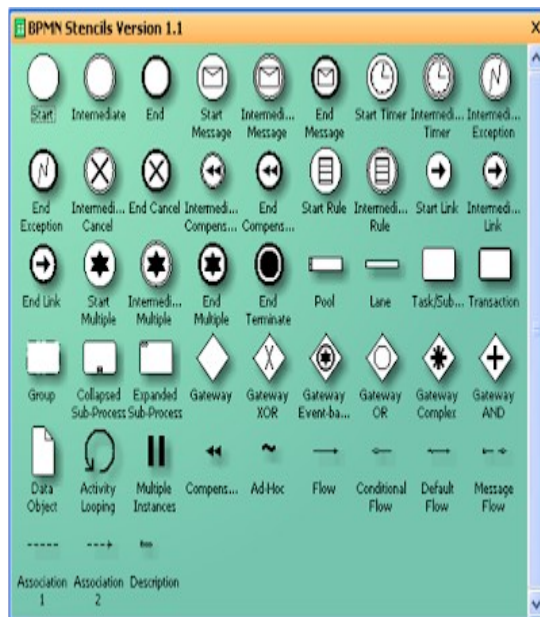 BPMN Stencils Version 1.1
X
Start Intermediate End Start Intermedi... End Start Timer Intermedi... Intermedi...
Message Message Message Timer Exception
End Intermedi... End Cancel Intermedi... End Start Rule Intermedi... Start Link Intermedi...
Exception Cancel Compens... Compens... Rule Link
End Link Start Intermedi... End End Pool Lane Task/Sub... Transaction
Multiple Multiple Multiple Terminate
Group Collapsed Expanded Gateway Gateway Gateway Gateway Gateway Gateway
Sub-Process Sub-Process XOR Event-ba... OR Complex AND
Data Activity Multiple Compens... Ad-Hoc Flow Conditional Default Message
Object Looping Instances Flow Flow Flow
Association Association Description
1 2